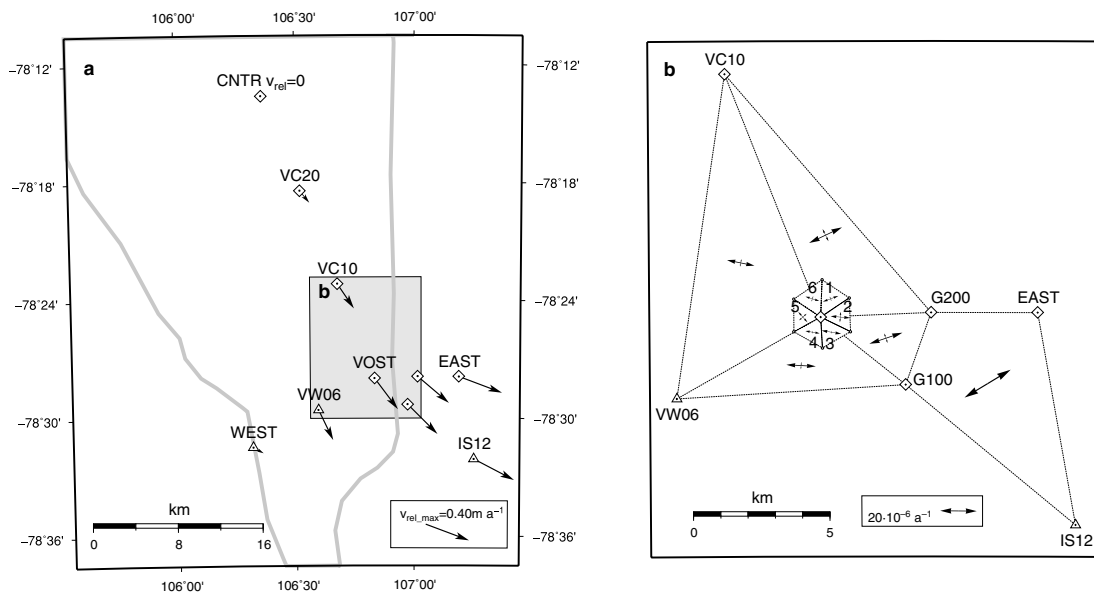 106°00' 106°30' 107°00'
−78°12' −78°12'
a
CNTR v_rel=0
VC20
−78°18' −78°18'
VC10
b
−78°24' −78°24'
VOST EAST
VW06
−78°30' −78°30'
WEST
IS12
km
0 8 16
v_rel_max=0.40m a⁻¹
−78°36' −78°36'
106°00' 106°30' 107°00'
b
VC10
6 1
5 2
4 3
G200 EAST
G100
VW06
km
0 5
20·10⁻⁶ a⁻¹
IS12